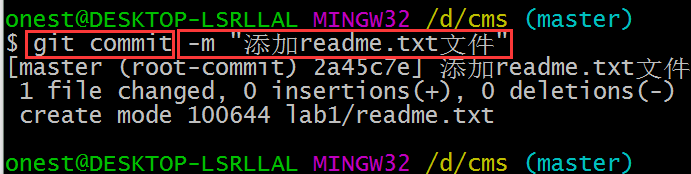 onest@DESKTOP-LSRLLAL MINGW32 /d/cms (master)
$ git commit -m "添加readme.txt文件"
[master (root-commit) 2a45c7e] 添加readme.txt文件
1 file changed, 0 insertions(+), 0 deletions(-)
create mode 100644 lab1/readme.txt
onest@DESKTOP-LSRLLAL MINGW32 /d/cms (master)